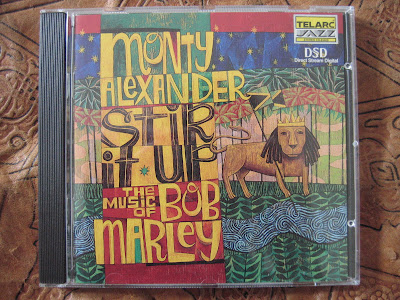 MONTY
ALEXANDER
STIR
it UP
THE
MUSIC
OF
BOB
MARLEY
TELARC
JAZZ
DSD
Direct Stream Digital